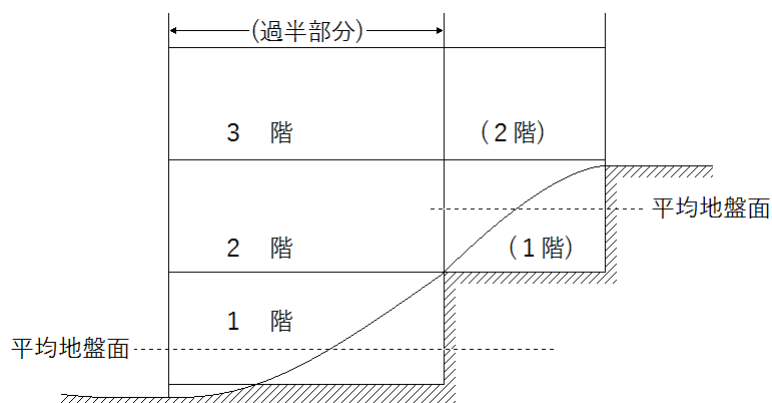 (過半部分)
3 階
(2階)
平均地盤面
2 階
(1階)
1 階
平均地盤面